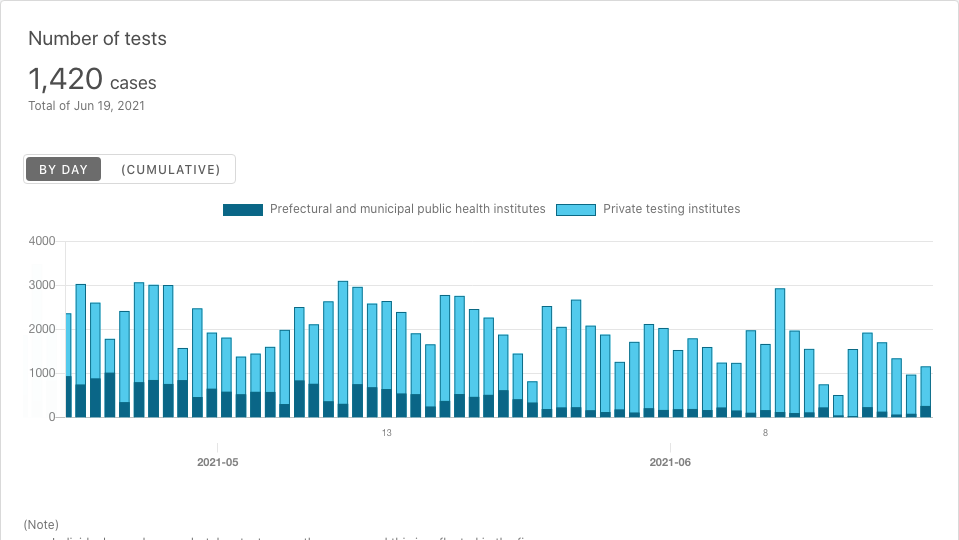 Number of tests
1,420 cases
Total of Jun 19, 2021
BY DAY (CUMULATIVE)
Prefectural and municipal public health institutes Private testing institutes
4000
3000
2000
1000
0
13 8
2021-05 2021-06
(Note)